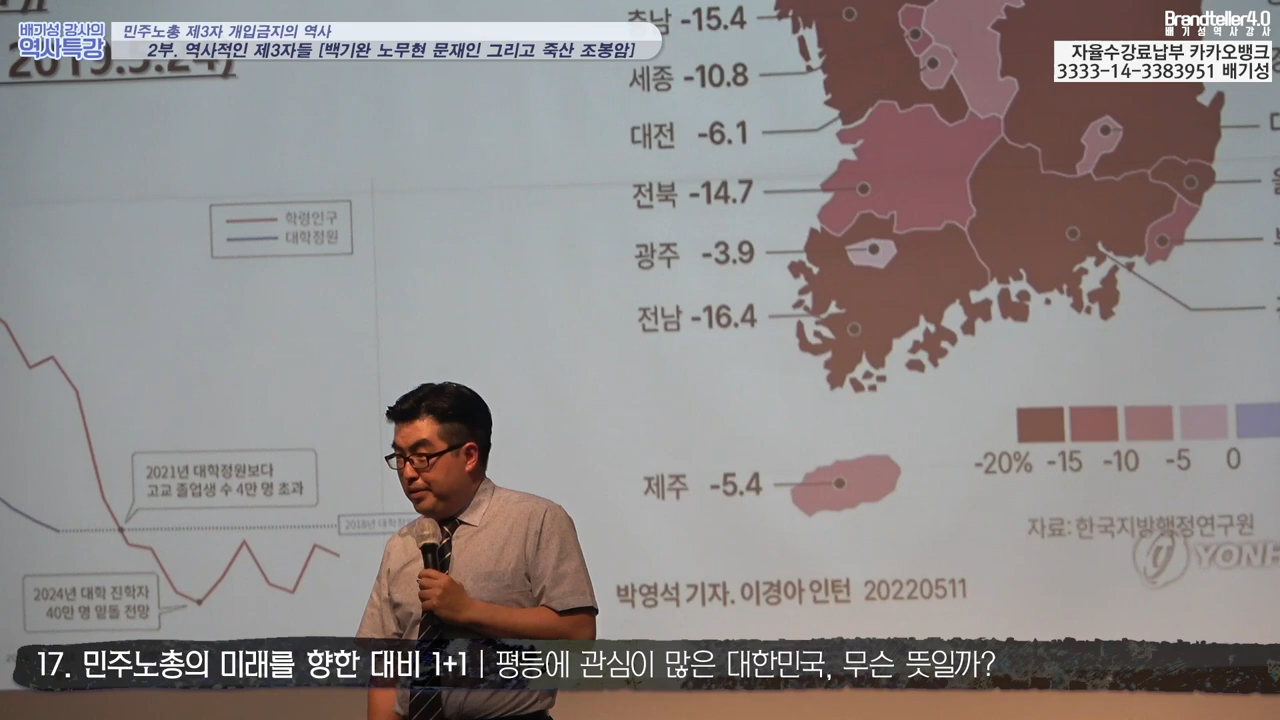 배기성 강사의
역사특강
민주노총 제3자 개입금지의 역사
2부. 역사적인 제3자들 [백기완 노무현 문재인 그리고 죽산 조봉암]
Brandteller4.0
배기성역사강사
자율수강료납부 카카오뱅크
3333-14-3383951 배기성
충남 -15.4
세종 -10.8
대전 -6.1
전북 -14.7
광주 -3.9
전남 -16.4
제주 -5.4
학령인구
대학정원
2021년 대학정원보다
고교 졸업생 수 4만 명 초과
2024년 대학 진학자
40만 명 밑돌 전망
-20% -15 -10 -5 0
자료: 한국지방행정연구원
박영석 기자. 이경아 인턴 20220511
17. 민주노총의 미래를 향한 대비 1+1 | 평등에 관심이 많은 대한민국, 무슨 뜻일까?